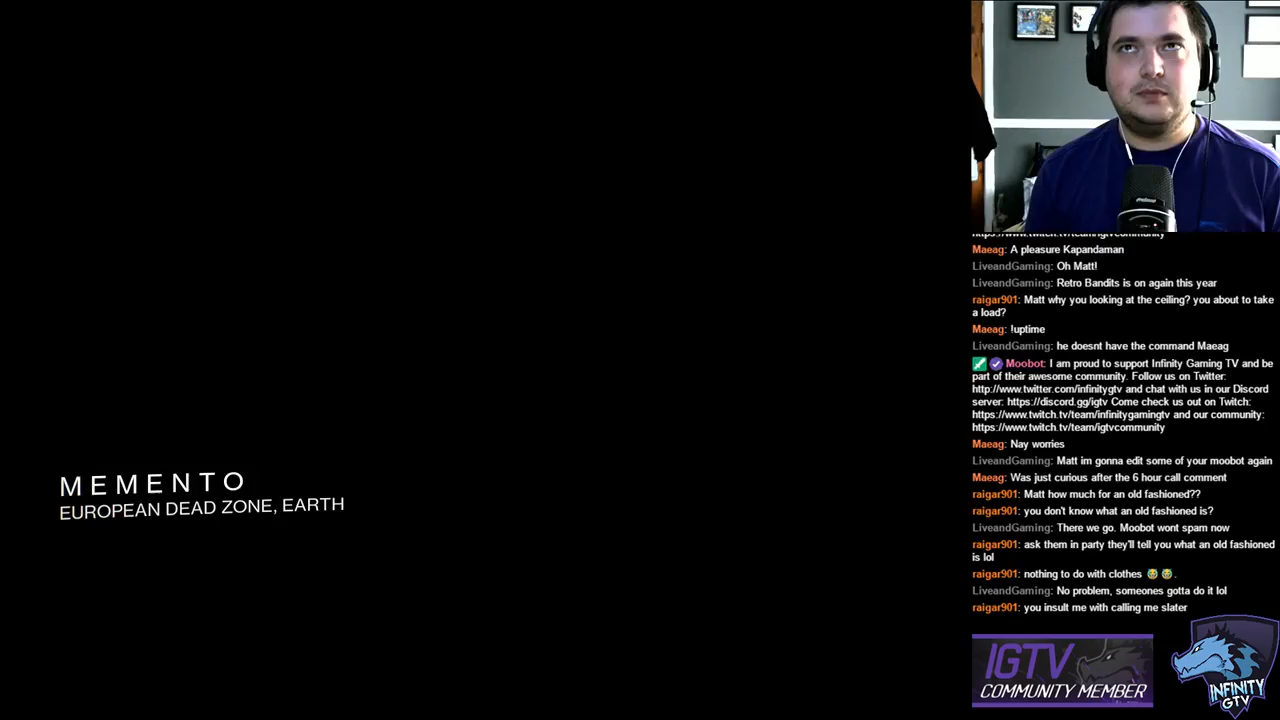 https://www.twitch.tv/team/igtvcommunity
Maeag: A pleasure Kapandaman
LiveandGaming: Oh Matt!
LiveandGaming: Retro Bandits is on again this year
raigar901: Matt why you looking at the ceiling? you about to take
a load?
Maeag: !uptime
LiveandGaming: he doesnt have the command Maeag
Moobot: I am proud to support Infinity Gaming TV and be
part of their awesome community. Follow us on Twitter:
http://www.twitter.com/infinitygtv and chat with us in our Discord
server: https://discord.gg/igtv Come check us out on Twitch:
https://www.twitch.tv/team/infinitygamingtv and our community:
https://www.twitch.tv/team/igtvcommunity
Maeag: Nay worries
LiveandGaming: Matt im gonna edit some of your moobot again
Maeag: Was just curious after the 6 hour call comment
raigar901: Matt how much for an old fashioned??
raigar901: you don't know what an old fashioned is?
LiveandGaming: There we go. Moobot wont spam now
raigar901: ask them in party they'll tell you what an old fashioned
is lol
raigar901: nothing to do with clothes 😂 😂.
LiveandGaming: No problem, someones gotta do it lol
raigar901: you insult me with calling me slater
MEMENTO
EUROPEAN DEAD ZONE, EARTH
IGTV
COMMUNITY MEMBER
INFINITY
GTV